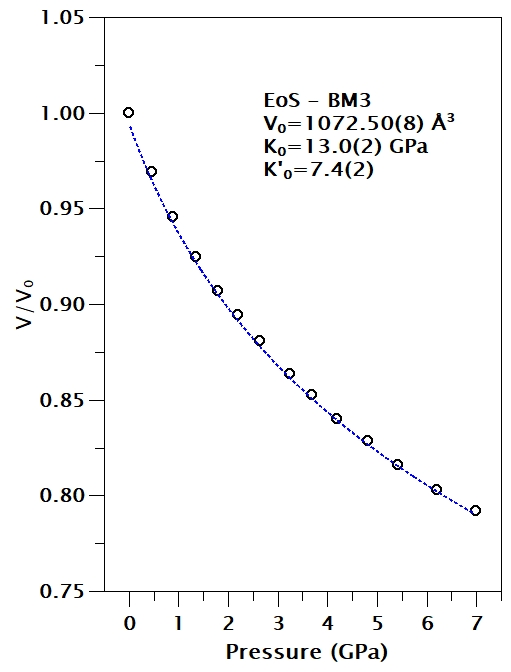 1.05
1.00
0.95
0.90
0.85
0.80
0.75
V/V₀
EoS – BM3
V₀=1072.50(8) Å³
K₀=13.0(2) GPa
K'₀=7.4(2)
0 1 2 3 4 5 6 7
Pressure (GPa)